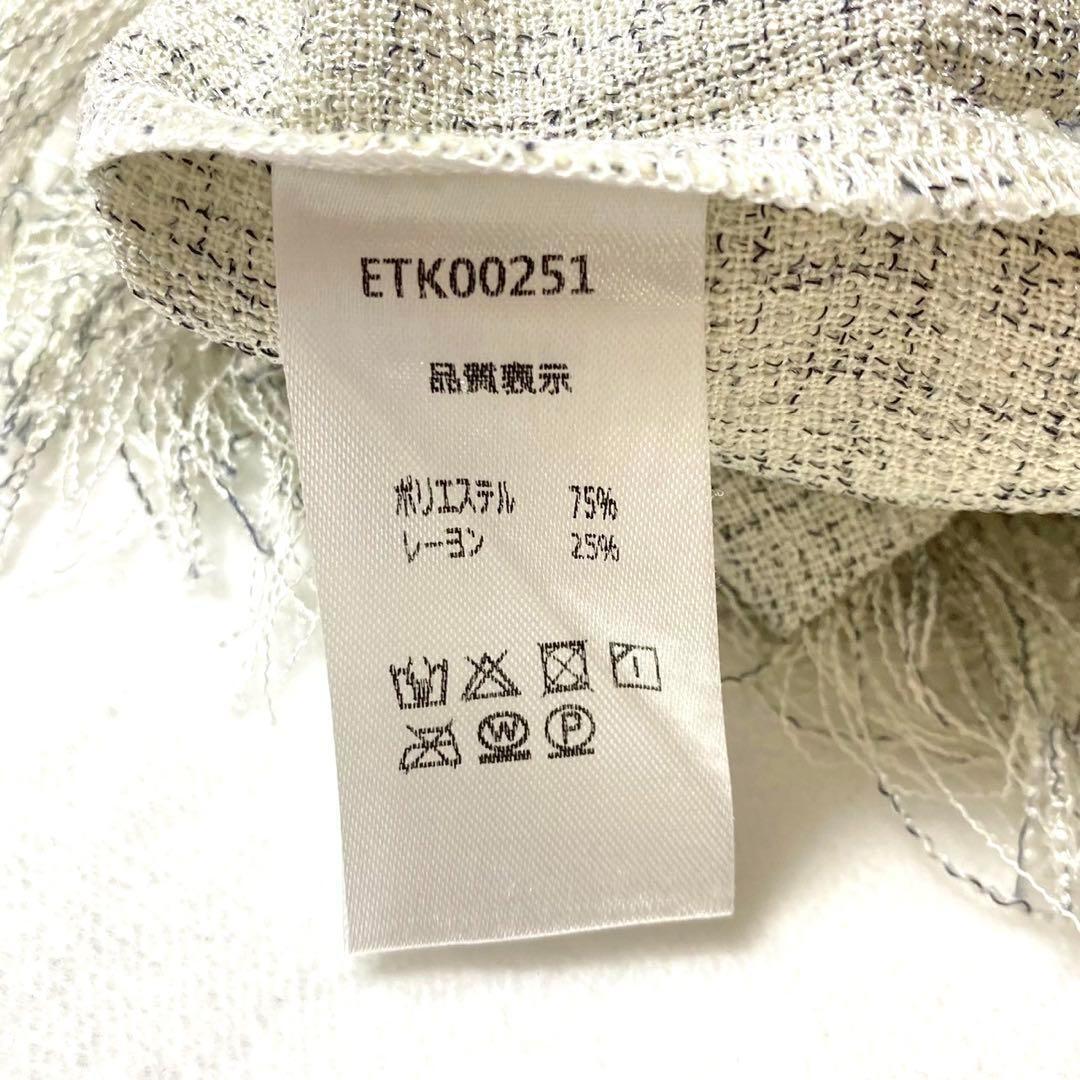 ETK00251
品質表示
ポリエステル 75%
レーヨン 25%
W P